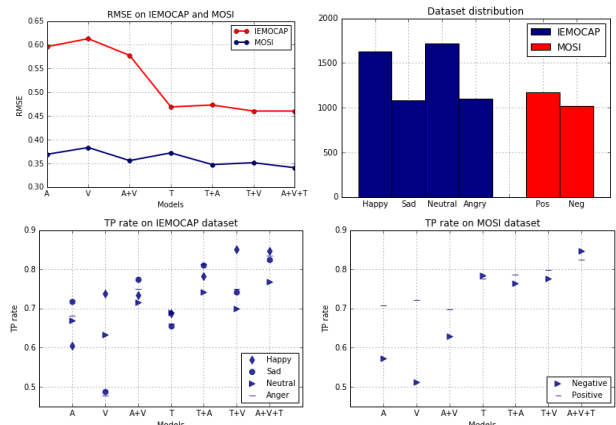 RMSE on IEMOCAP and MOSI
0.65
0.60
0.55
0.50
0.45
0.40
0.35
0.30
RMSE
IEMOCAP
MOSI
A V A+V T T+A T+V A+V+T
Models
Dataset distribution
2000
1500
1000
500
0
IEMOCAP
MOSI
Happy Sad Neutral Angry Pos Neg
TP rate on IEMOCAP dataset
0.9
0.8
0.7
0.6
0.5
TP rate
Happy
Sad
Neutral
Anger
A V A+V T T+A T+V A+V+T
Models
TP rate on MOSI dataset
0.9
0.8
0.7
0.6
0.5
TP rate
Negative
Positive
A V A+V T T+A T+V A+V+T
Models